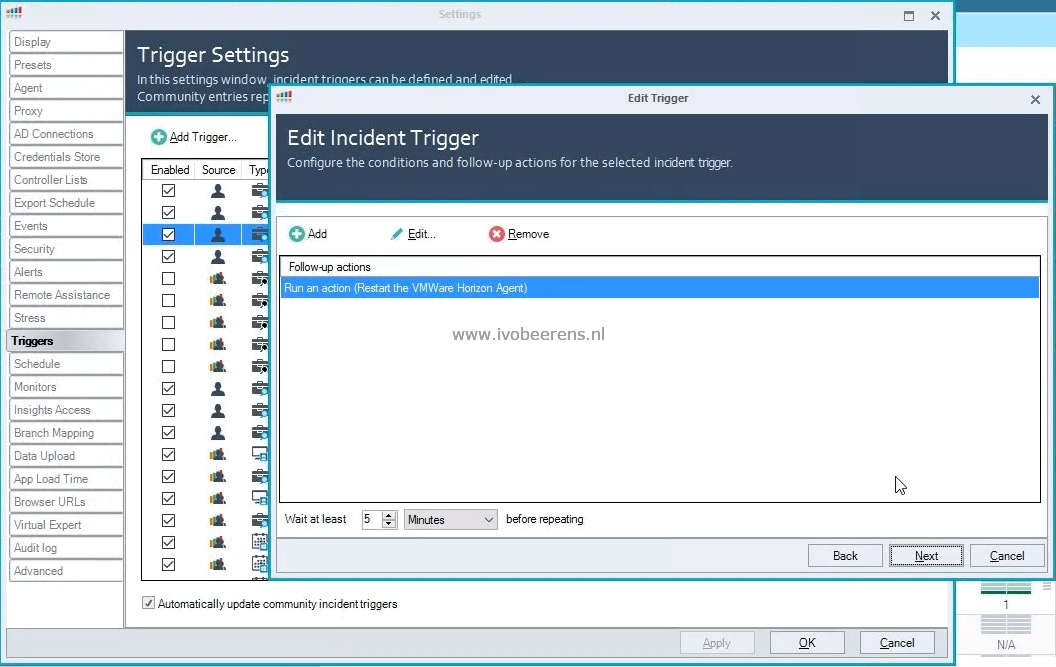 Settings
Display
Presets
Agent
Proxy
AD Connections
Credentials Store
Controller Lists
Export Schedule
Events
Security
Alerts
Remote Assistance
Stress
Triggers
Schedule
Monitors
Insights Access
Branch Mapping
Data Upload
App Load Time
Browser URLs
Virtual Expert
Audit log
Advanced
Trigger Settings
In this settings window, incident triggers can be defined and edited.
Community entries rep
Add Trigger...
Enabled Source Type
Automatically update community incident triggers
Apply OK Cancel
Edit Trigger
Edit Incident Trigger
Configure the conditions and follow-up actions for the selected incident trigger.
Add Edit... Remove
Follow-up actions
Run an action (Restart the VMWare Horizon Agent)
www.ivobeerens.nl
Wait at least 5 Minutes before repeating
Back Next Cancel
1
N/A